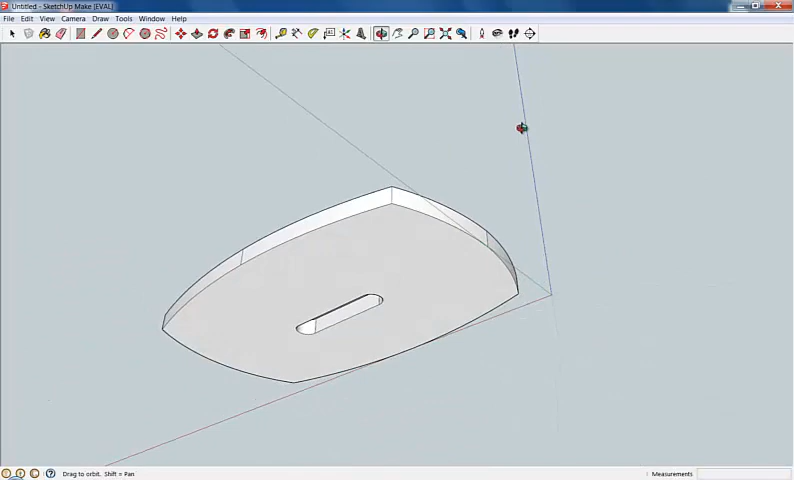 Untitled - SketchUp Make (EVAL)
File Edit View Camera Draw Tools Window Help
Drag to orbit. Shift = Pan
Measurements